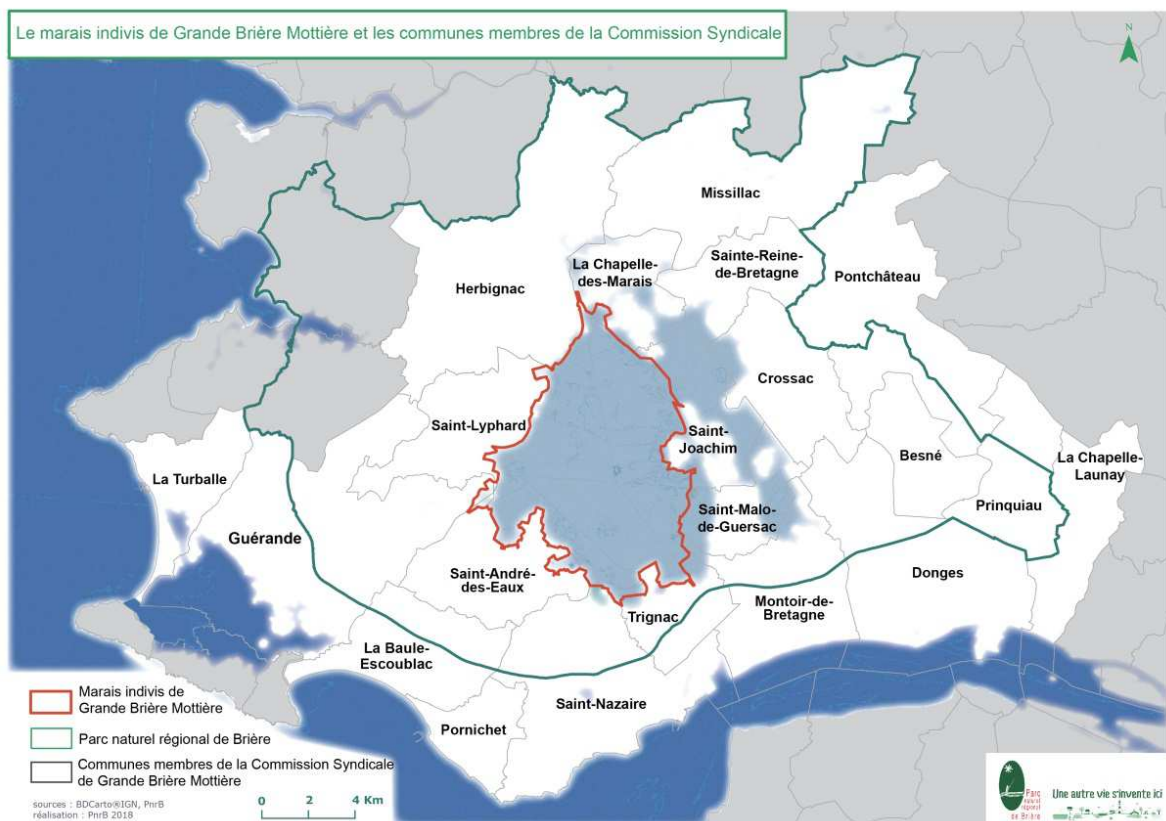 Le marais indivis de Grande Brière Mottière et les communes membres de la Commission Syndicale
N
Missillac
La Chapelle-
des-Marais
Sainte-Reine-
de-Bretagne
Pontchâteau
Herbignac
Crossac
Saint-Lyphard
Saint-
Joachim
Besné
La Chapelle-
Launay
La Turballe
Prinquiau
Saint-Malo-
de-Guersac
Guérande
Saint-André-
des-Eaux
Donges
Trignac
Montoir-de-
Bretagne
La Baule-
Escoublac
Saint-Nazaire
Pornichet
Marais indivis de
Grande Brière Mottière
Parc naturel régional de Brière
Communes membres de la Commission Syndicale
de Grande Brière Mottière
sources : BDCarto®IGN, PnrB
réalisation : PnrB 2018
0 2 4 Km
Parc
naturel
régional
de Brière
Une autre vie s'invente ici